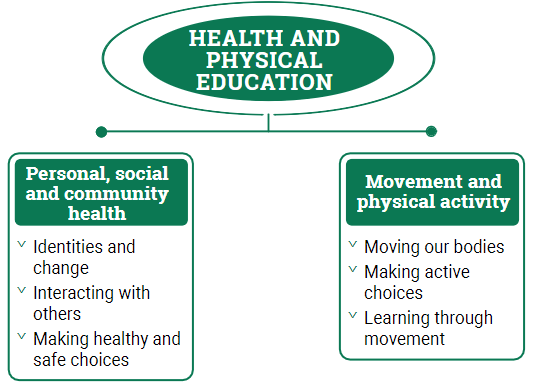 HEALTH AND
PHYSICAL
EDUCATION
Personal, social
and community
health
Identities and
change
Interacting with
others
Making healthy and
safe choices
Movement and
physical activity
Moving our bodies
Making active
choices
Learning through
movement